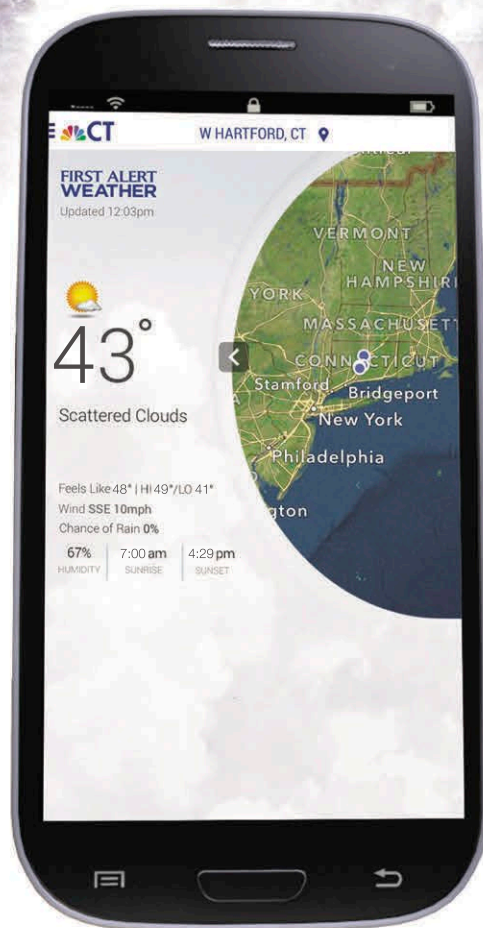 CT
W HARTFORD, CT
FIRST ALERT
WEATHER
Updated 12:03pm
43°
Scattered Clouds
Feels Like 48° | HI 49°/LO 41°
Wind SSE 10mph
Chance of Rain 0%
67% 7:00 am 4:29 pm
HUMIDITY SUNRISE SUNSET
VERMONT
NEW
HAMPSHIR
YORK
MASSACHUSET
CONNECTICUT
Stamford
Bridgeport
New York
Philadelphia
gton